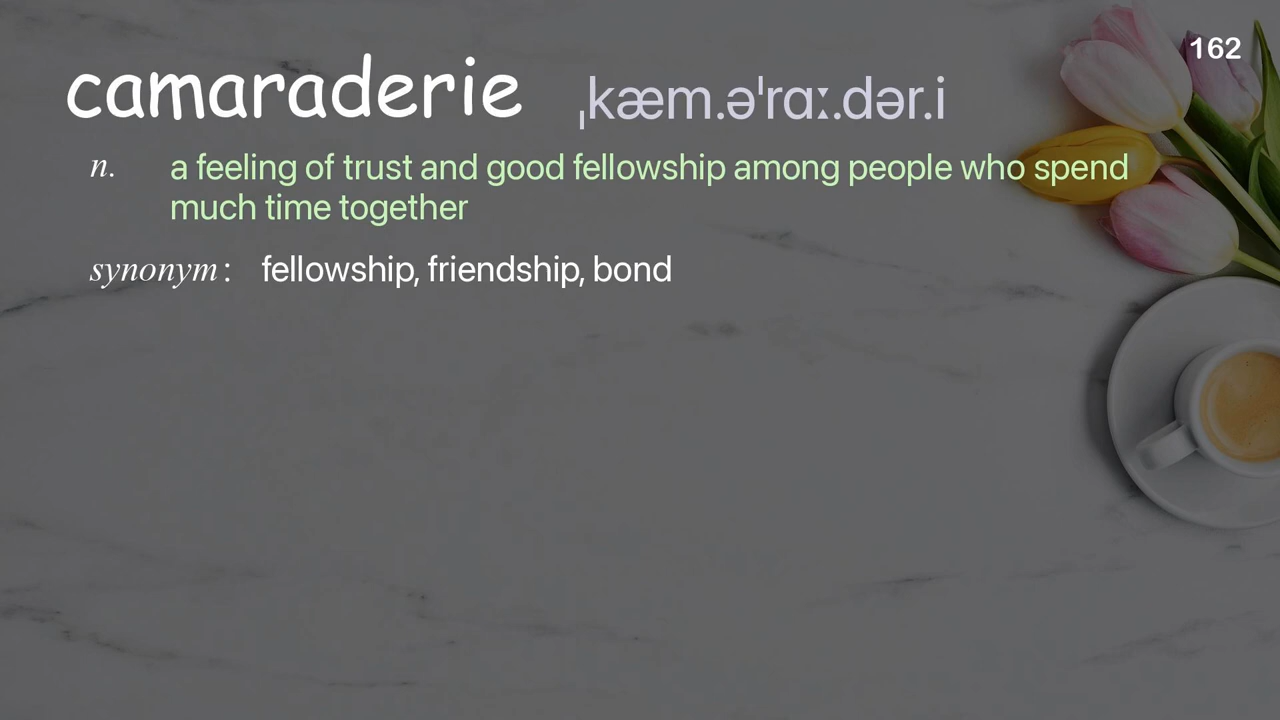 162
camaraderie ˌkæm.əˈrɑː.dər.i
n. a feeling of trust and good fellowship among people who spend
much time together
synonym: fellowship, friendship, bond